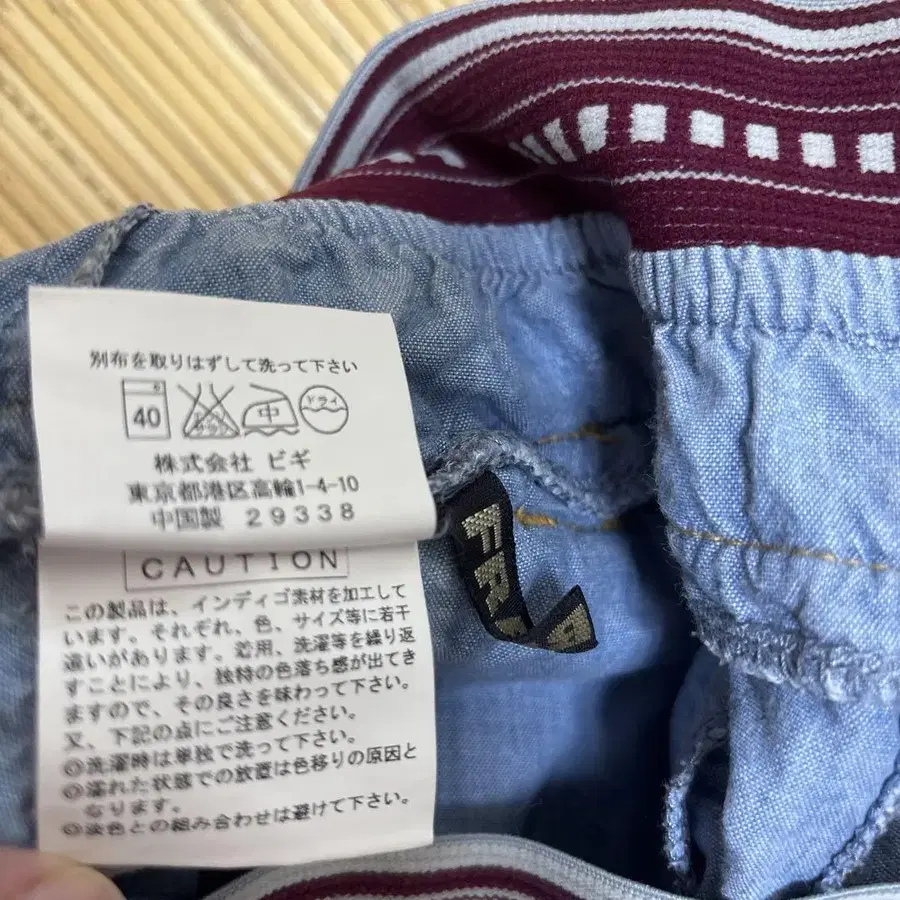 別布を取りはずして洗って下さい
40
中
ドライ
株式会社 ビギ
東京都港区高輪1-4-10
中国製 29338
CAUTION
この製品は、インディゴ素材を加工して
います。それぞれ、色、サイズ等に若干
違いがあります。着用、洗濯等を繰り返
すことにより、独特の色落ち感が出てき
ますので、その良さを味わって下さい。
又、下記の点にご注意ください。
◎洗濯時は単独で洗って下さい。
◎濡れた状態での放置は色移りの原因と
なります。
◎淡色との組み合わせは避けて下さい。
FR